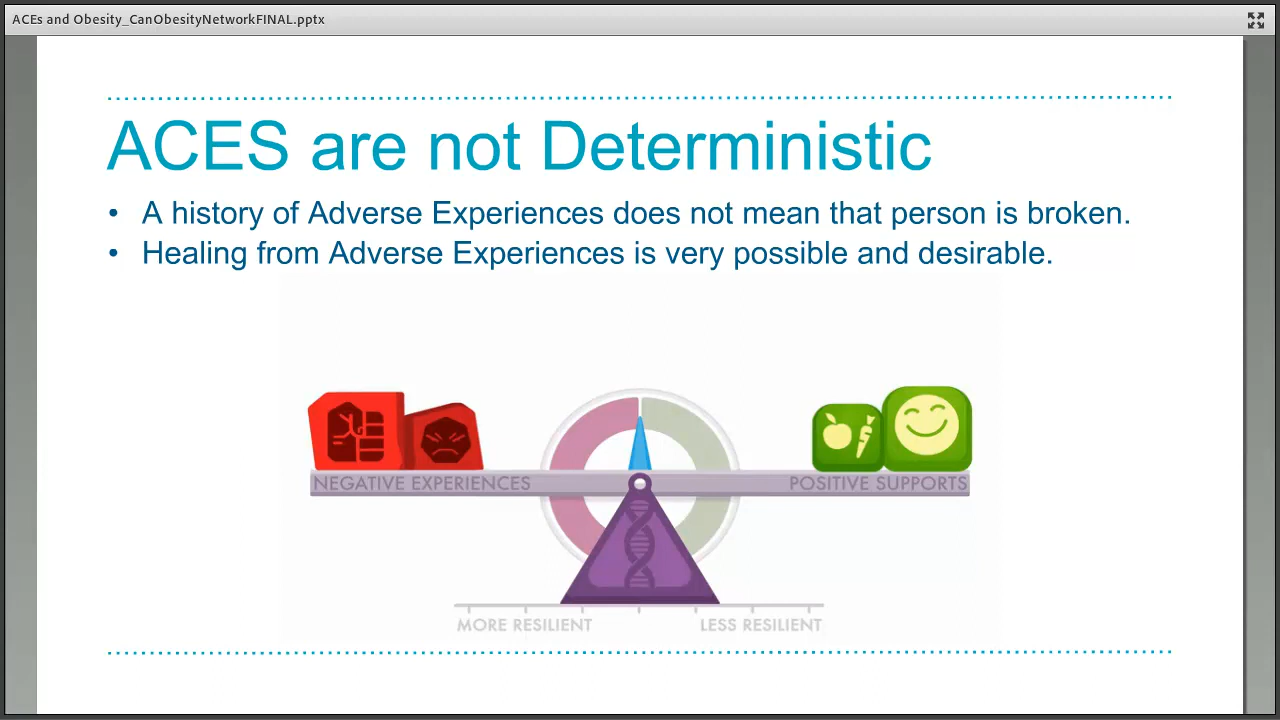 ACEs and Obesity_CanObesityNetworkFINAL.pptx
ACES are not Deterministic
• A history of Adverse Experiences does not mean that person is broken.
• Healing from Adverse Experiences is very possible and desirable.
NEGATIVE EXPERIENCES
POSITIVE SUPPORTS
MORE RESILIENT
LESS RESILIENT